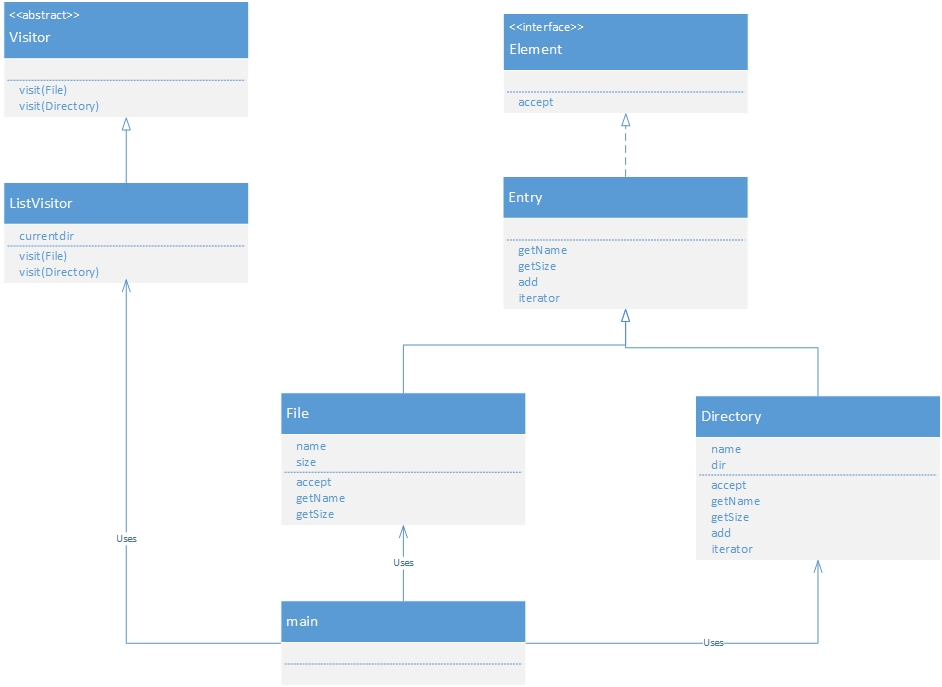 <<abstract>>
Visitor
visit(File)
visit(Directory)
<<interface>>
Element
accept
ListVisitor
currentdir
visit(File)
visit(Directory)
Entry
getName
getSize
add
iterator
File
name
size
accept
getName
getSize
Directory
name
dir
accept
getName
getSize
add
iterator
Uses
Uses
main
Uses